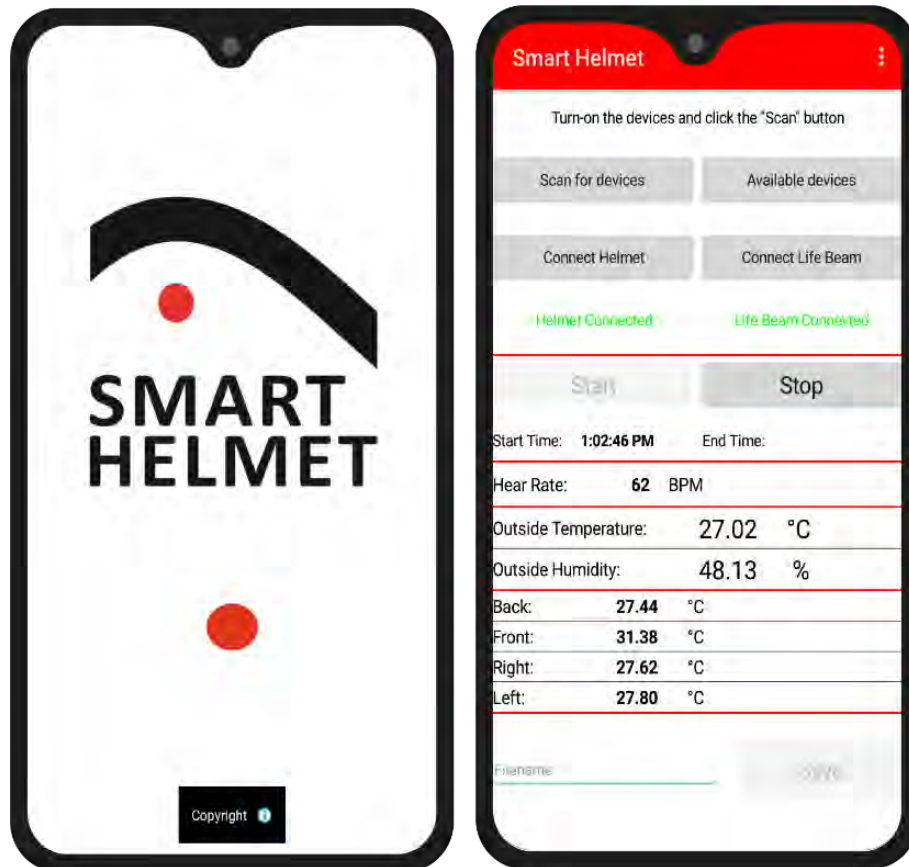 SMART
HELMET
Copyright
Smart Helmet
Turn-on the devices and click the "Scan" button
Scan for devices Available devices
Connect Helmet Connect Life Beam
Helmet Connected Life Beam Connected
Start Stop
Start Time: 1:02:46 PM End Time:
Hear Rate: 62 BPM
Outside Temperature: 27.02 °C
Outside Humidity: 48.13 %
Back: 27.44 °C
Front: 31.38 °C
Right: 27.62 °C
Left: 27.80 °C
Filename Save